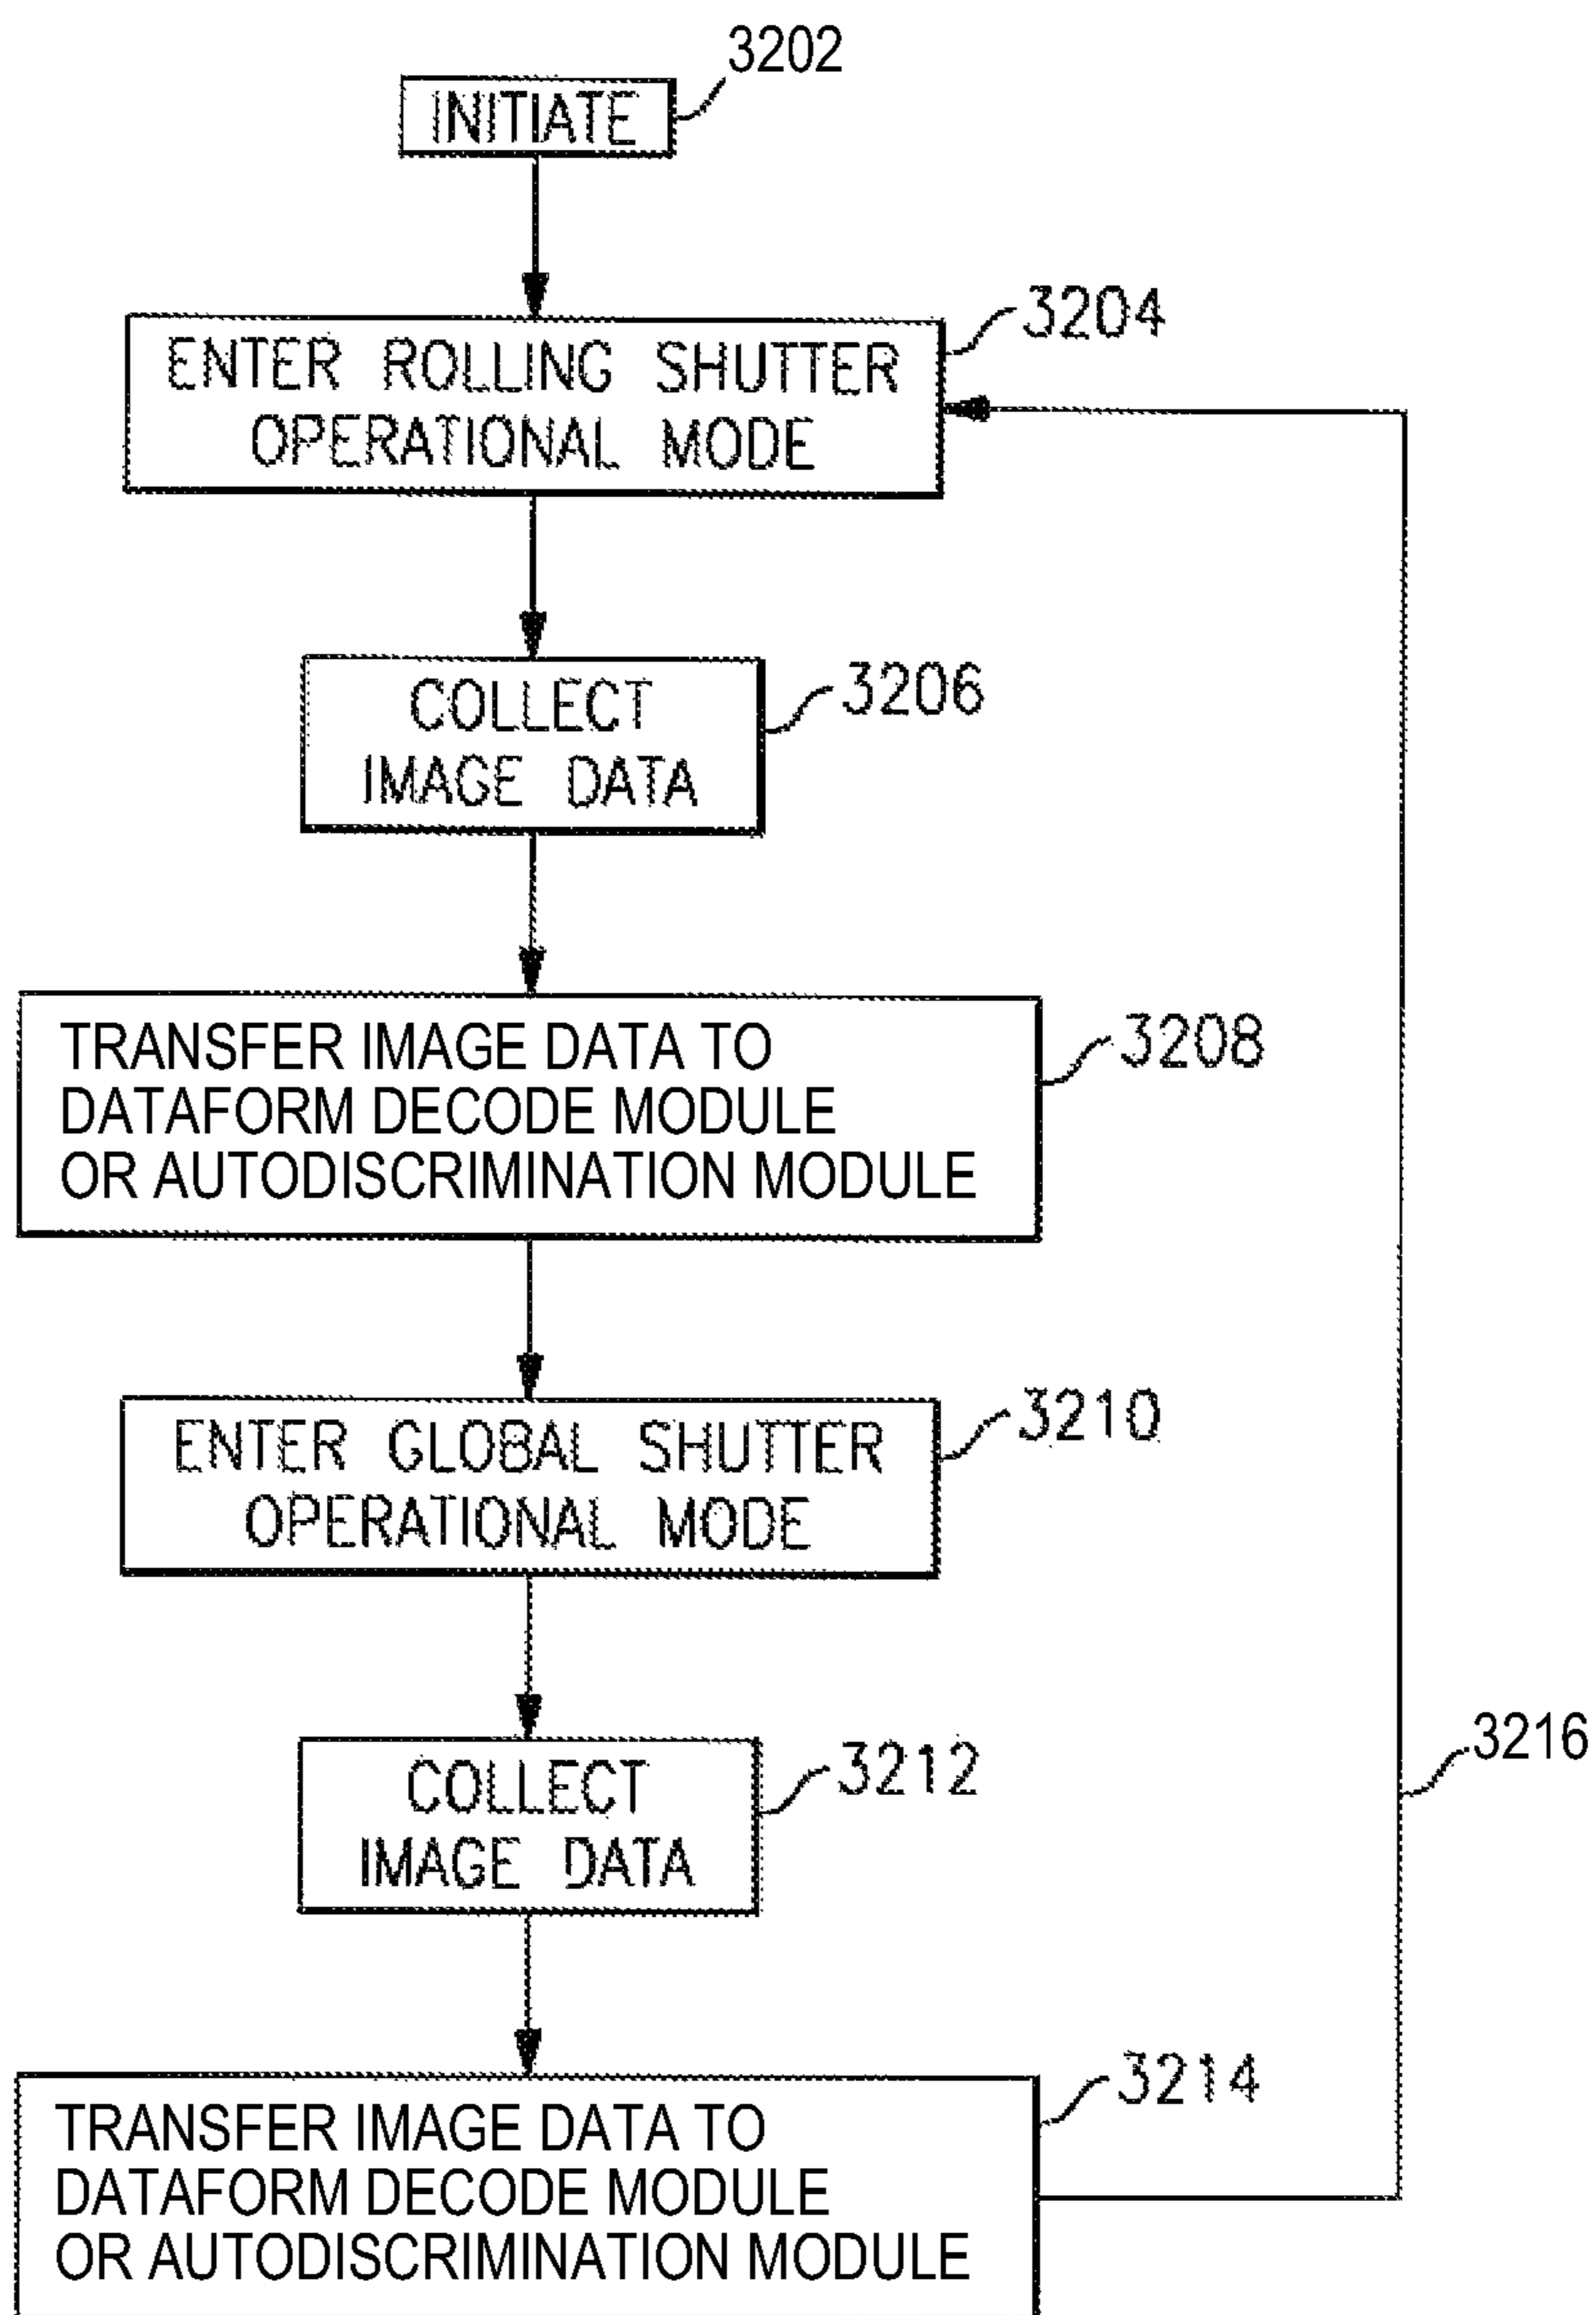 3202
INITIATE
3204
ENTER ROLLING SHUTTER
OPERATIONAL MODE
3206
COLLECT
IMAGE DATA
3208
TRANSFER IMAGE DATA TO
DATAFORM DECODE MODULE
OR AUTODISCRIMINATION MODULE
3210
ENTER GLOBAL SHUTTER
OPERATIONAL MODE
3212
COLLECT
IMAGE DATA
3216
3214
TRANSFER IMAGE DATA TO
DATAFORM DECODE MODULE
OR AUTODISCRIMINATION MODULE